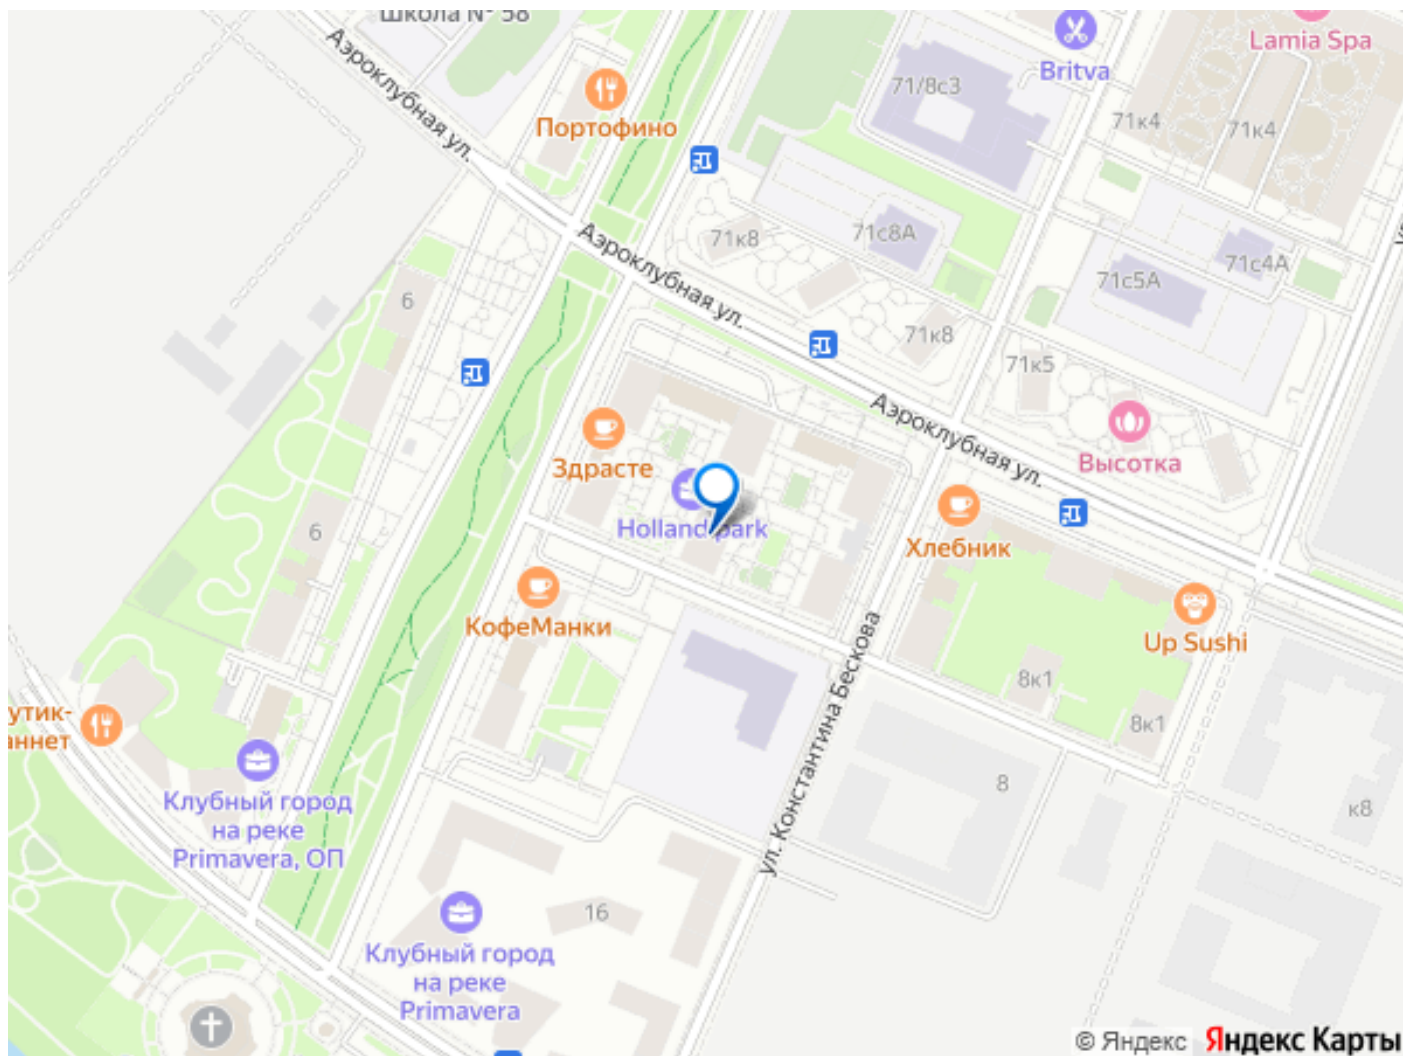 Школа № 58
Аэроклубная ул.
Портофино
Britva
Lamia Spa
71/8с3
71к4
71к4
71к8
71с8А
71с5А
71с4А
Аэроклубная ул.
71к8
71к5
6
Аэроклубная ул.
Высотка
Здрасте
Holland park
Хлебник
6
КофеМанки
Up Sushi
ул. Константина Бескова
8к1
8к1
8
к8
Клубный город
на реке
Primavera, ОП
16
Клубный город
на реке
Primavera
© Яндекс Яндекс Карты